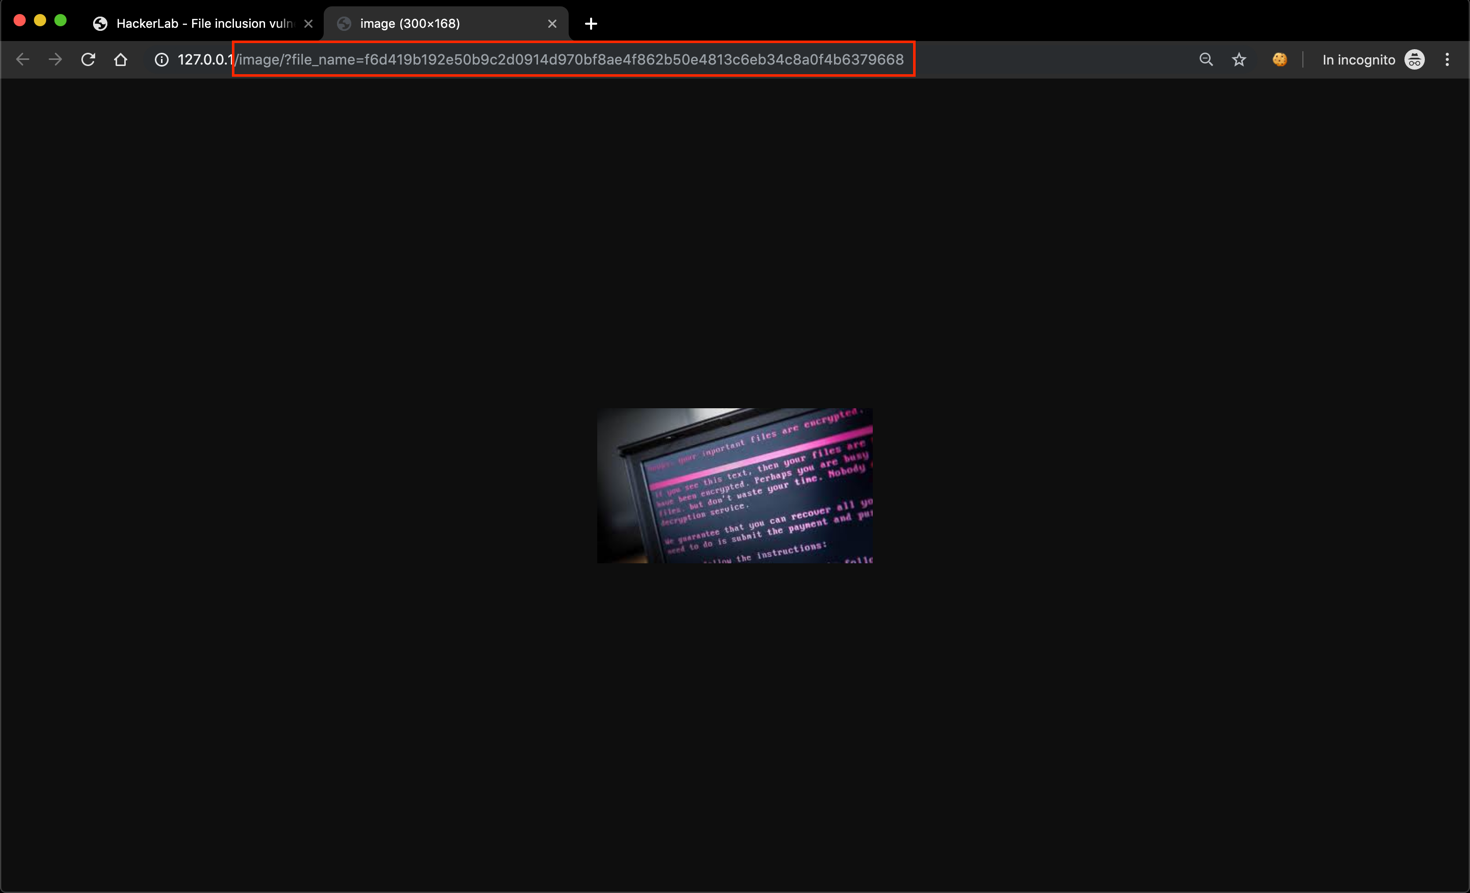 HackerLab - File inclusion vuln
image (300×168)
127.0.0.1/image/?file_name=f6d419b192e50b9c2d0914d970bf8ae4f862b50e4813c6eb34c8a0f4b6379668
In incognito
your important files are encrypted.
If you see this text, then your files are
have been encrypted. Perhaps you are busy
files, but don't waste your time. Nobody
decryption service.
We guarantee that you can recover all yo
need to do is submit the payment and pu
follow the instructions: